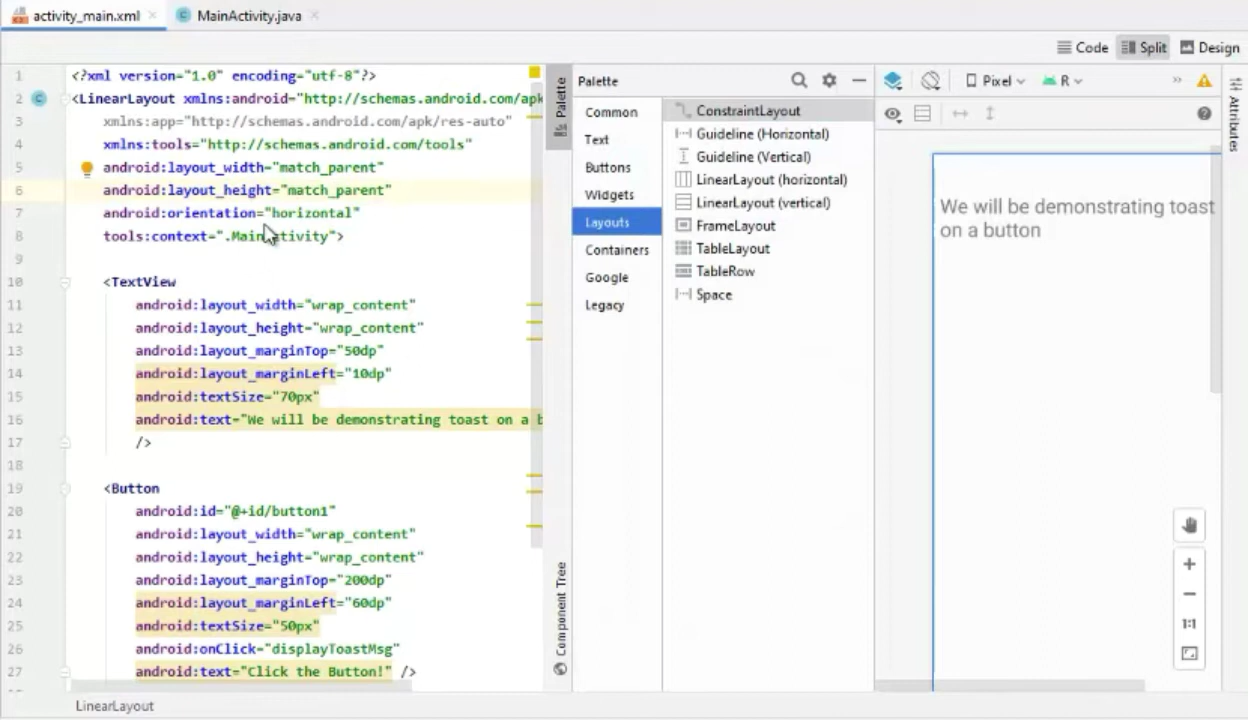 activity_main.xml
MainActivity.java
Code
Split
Design
1 <?xml version="1.0" encoding="utf-8"?>
2 <LinearLayout xmlns:android="http://schemas.android.com/apk
3 xmlns:app="http://schemas.android.com/apk/res-auto"
4 xmlns:tools="http://schemas.android.com/tools"
5 android:layout_width="match_parent"
6 android:layout_height="match_parent"
7 android:orientation="horizontal"
8 tools:context=".MainActivity">
9
10 <TextView
11 android:layout_width="wrap_content"
12 android:layout_height="wrap_content"
13 android:layout_marginTop="50dp"
14 android:layout_marginLeft="10dp"
15 android:textSize="70px"
16 android:text="We will be demonstrating toast on a b
17 />
18
19 <Button
20 android:id="@+id/button1"
21 android:layout_width="wrap_content"
22 android:layout_height="wrap_content"
23 android:layout_marginTop="200dp"
24 android:layout_marginLeft="60dp"
25 android:textSize="50px"
26 android:onClick="displayToastMsg"
27 android:text="Click the Button!" />
LinearLayout
Palette
Component Tree
Palette
Common
Text
Buttons
Widgets
Layouts
Containers
Google
Legacy
ConstraintLayout
Guideline (Horizontal)
Guideline (Vertical)
LinearLayout (horizontal)
LinearLayout (vertical)
FrameLayout
TableLayout
TableRow
Space
Pixel
R
We will be demonstrating toast
on a button
1:1
Attributes